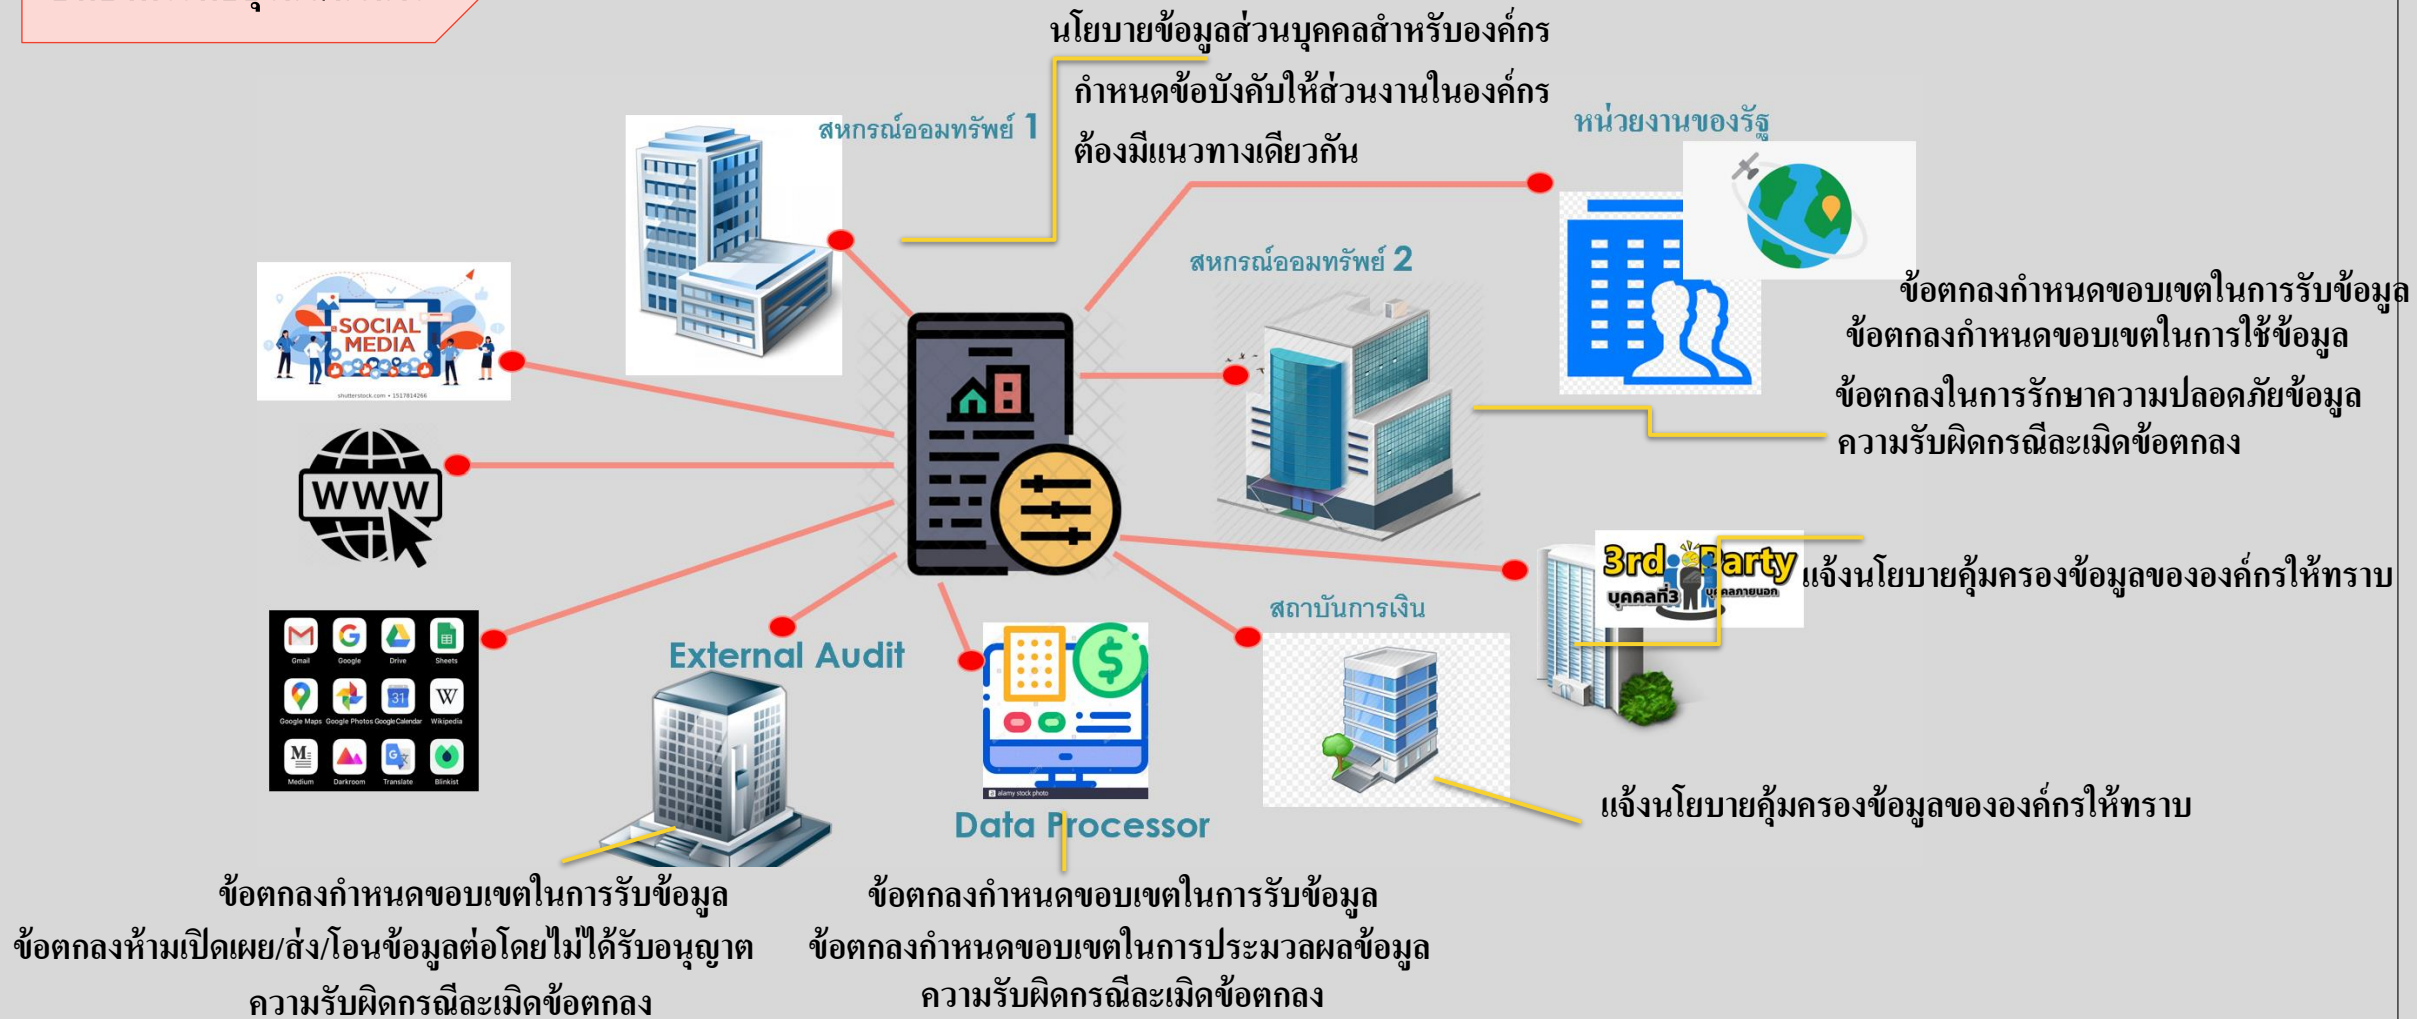 นโยบายข้อมูลส่วนบุคคลสำหรับองค์กร
กำหนดข้อบังคับให้ส่วนงานในองค์กร
ต้องมีแนวทางเดียวกัน
สหกรณ์ออมทรัพย์ 1
หน่วยงานของรัฐ
สหกรณ์ออมทรัพย์ 2
ข้อตกลงกำหนดขอบเขตในการรับข้อมูล
ข้อตกลงกำหนดขอบเขตในการใช้ข้อมูล
ข้อตกลงในการรักษาความปลอดภัยข้อมูล
ความรับผิดกรณีละเมิดข้อตกลง
SOCIAL
MEDIA
shutterstock.com • 1517814266
WWW
3rd Party
บุคคลที่3 บุคคลภายนอก
แจ้งนโยบายคุ้มครองข้อมูลขององค์กรให้ทราบ
สถาบันการเงิน
External Audit
Gmail Google Drive Sheets
31 W
Google Maps Google Photos Google Calendar Wikipedia
M
Medium Darkroom Translate Blinkist
alamy stock photo
Data Processor
แจ้งนโยบายคุ้มครองข้อมูลขององค์กรให้ทราบ
ข้อตกลงกำหนดขอบเขตในการรับข้อมูล
ข้อตกลงห้ามเปิดเผย/ส่ง/โอนข้อมูลต่อโดยไม่ได้รับอนุญาต
ความรับผิดกรณีละเมิดข้อตกลง
ข้อตกลงกำหนดขอบเขตในการรับข้อมูล
ข้อตกลงกำหนดขอบเขตในการประมวลผลข้อมูล
ความรับผิดกรณีละเมิดข้อตกลง